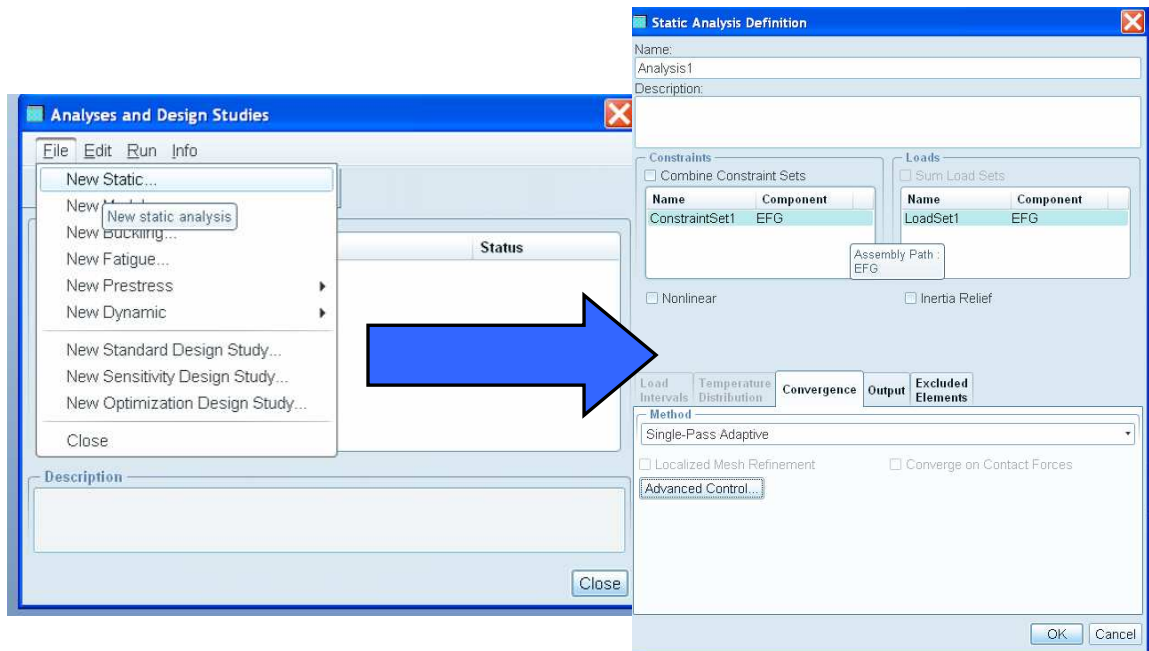 Analyses and Design Studies
File Edit Run Info
New Static...
New
New static analysis
New Buckling...
New Fatigue...
New Prestress
New Dynamic
New Standard Design Study...
New Sensitivity Design Study...
New Optimization Design Study...
Close
Status
Description
Close
Static Analysis Definition
Name:
Analysis1
Description:
Constraints
Combine Constraint Sets
Name Component
ConstraintSet1 EFG
Loads
Sum Load Sets
Name Component
LoadSet1 EFG
Assembly Path :
EFG
Nonlinear
Inertia Relief
Load Intervals
Temperature Distribution
Convergence
Output
Excluded Elements
Method
Single-Pass Adaptive
Localized Mesh Refinement
Converge on Contact Forces
Advanced Control...
OK Cancel